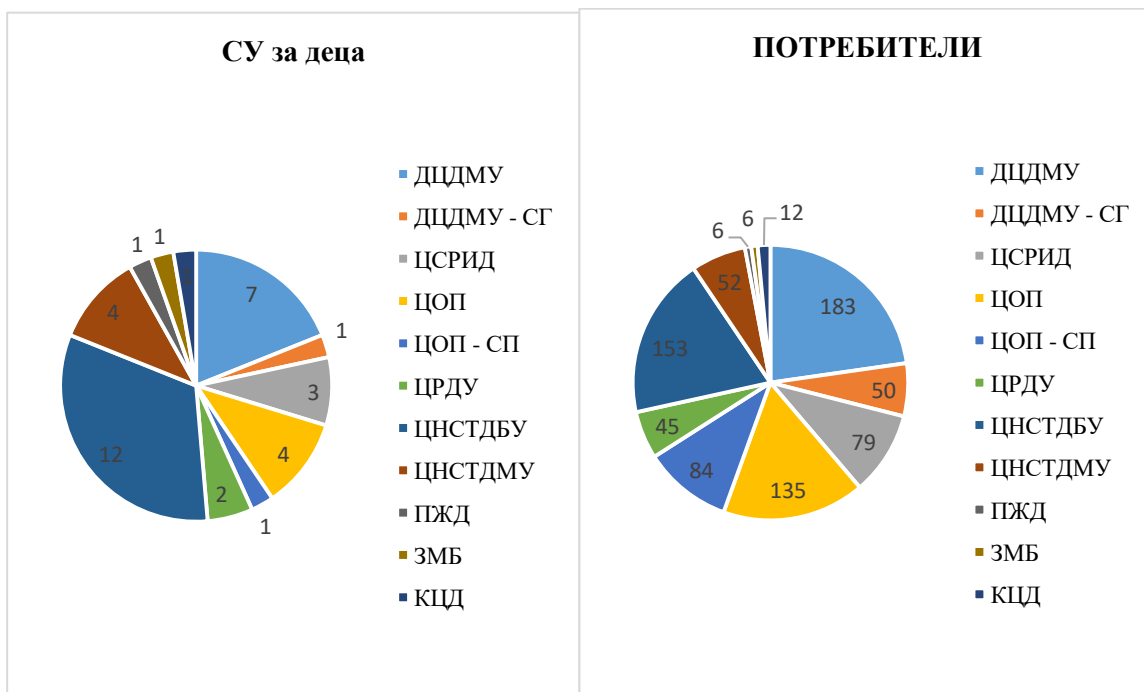 СУ за деца
ДЦДМУ
ДЦДМУ - СГ
ЦСРИД
ЦОП
ЦОП - СП
ЦРДУ
ЦНСТДБУ
ЦНСТДМУ
ПЖД
ЗМБ
КЦД
7
1
3
4
1
2
12
4
1
1
ПОТРЕБИТЕЛИ
ДЦДМУ
ДЦДМУ - СГ
ЦСРИД
ЦОП
ЦОП - СП
ЦРДУ
ЦНСТДБУ
ЦНСТДМУ
ПЖД
ЗМБ
КЦД
183
50
79
135
84
45
153
52
6
6
12